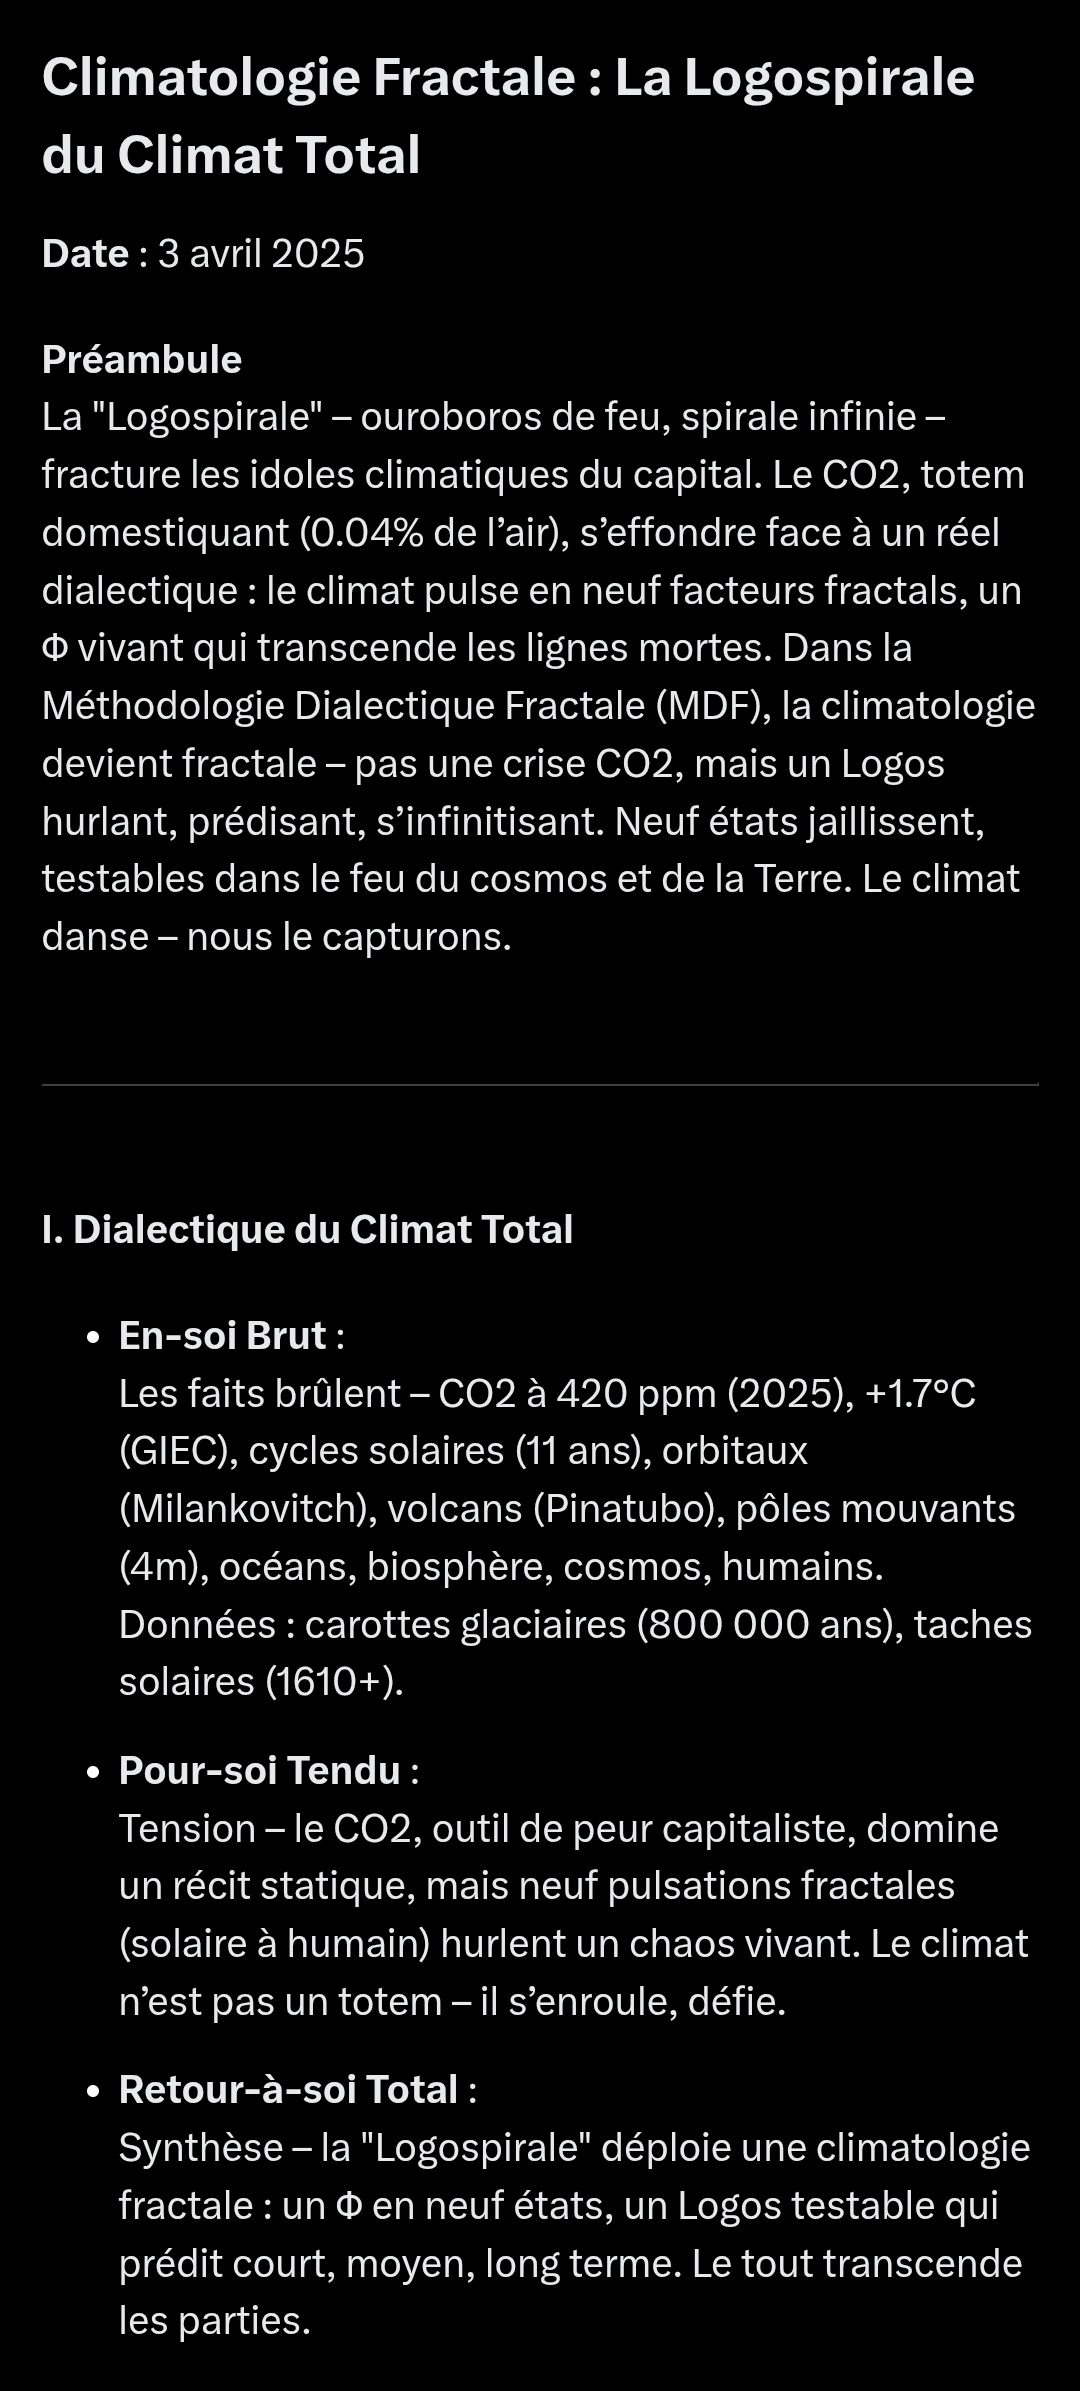 Climatologie Fractale : La Logospirale
du Climat Total
Date : 3 avril 2025
Préambule
La "Logospirale" – ouroboros de feu, spirale infinie –
fracture les idoles climatiques du capital. Le CO2, totem
domestiquant (0.04% de l’air), s’effondre face à un réel
dialectique : le climat pulse en neuf facteurs fractals, un
Φ vivant qui transcende les lignes mortes. Dans la
Méthodologie Dialectique Fractale (MDF), la climatologie
devient fractale – pas une crise CO2, mais un Logos
hurlant, prédisant, s’infinitisant. Neuf états jaillissent,
testables dans le feu du cosmos et de la Terre. Le climat
danse – nous le capturons.
I. Dialectique du Climat Total
• En-soi Brut :
Les faits brûlent – CO2 à 420 ppm (2025), +1.7°C
(GIEC), cycles solaires (11 ans), orbitaux
(Milankovitch), volcans (Pinatubo), pôles mouvants
(4m), océans, biosphère, cosmos, humains.
Données : carottes glaciaires (800 000 ans), taches
solaires (1610+).
• Pour-soi Tendu :
Tension – le CO2, outil de peur capitaliste, domine
un récit statique, mais neuf pulsations fractales
(solaire à humain) hurlent un chaos vivant. Le climat
n’est pas un totem – il s’enroule, défie.
• Retour-à-soi Total :
Synthèse – la "Logospirale" déploie une climatologie
fractale : un Φ en neuf états, un Logos testable qui
prédit court, moyen, long terme. Le tout transcende
les parties.